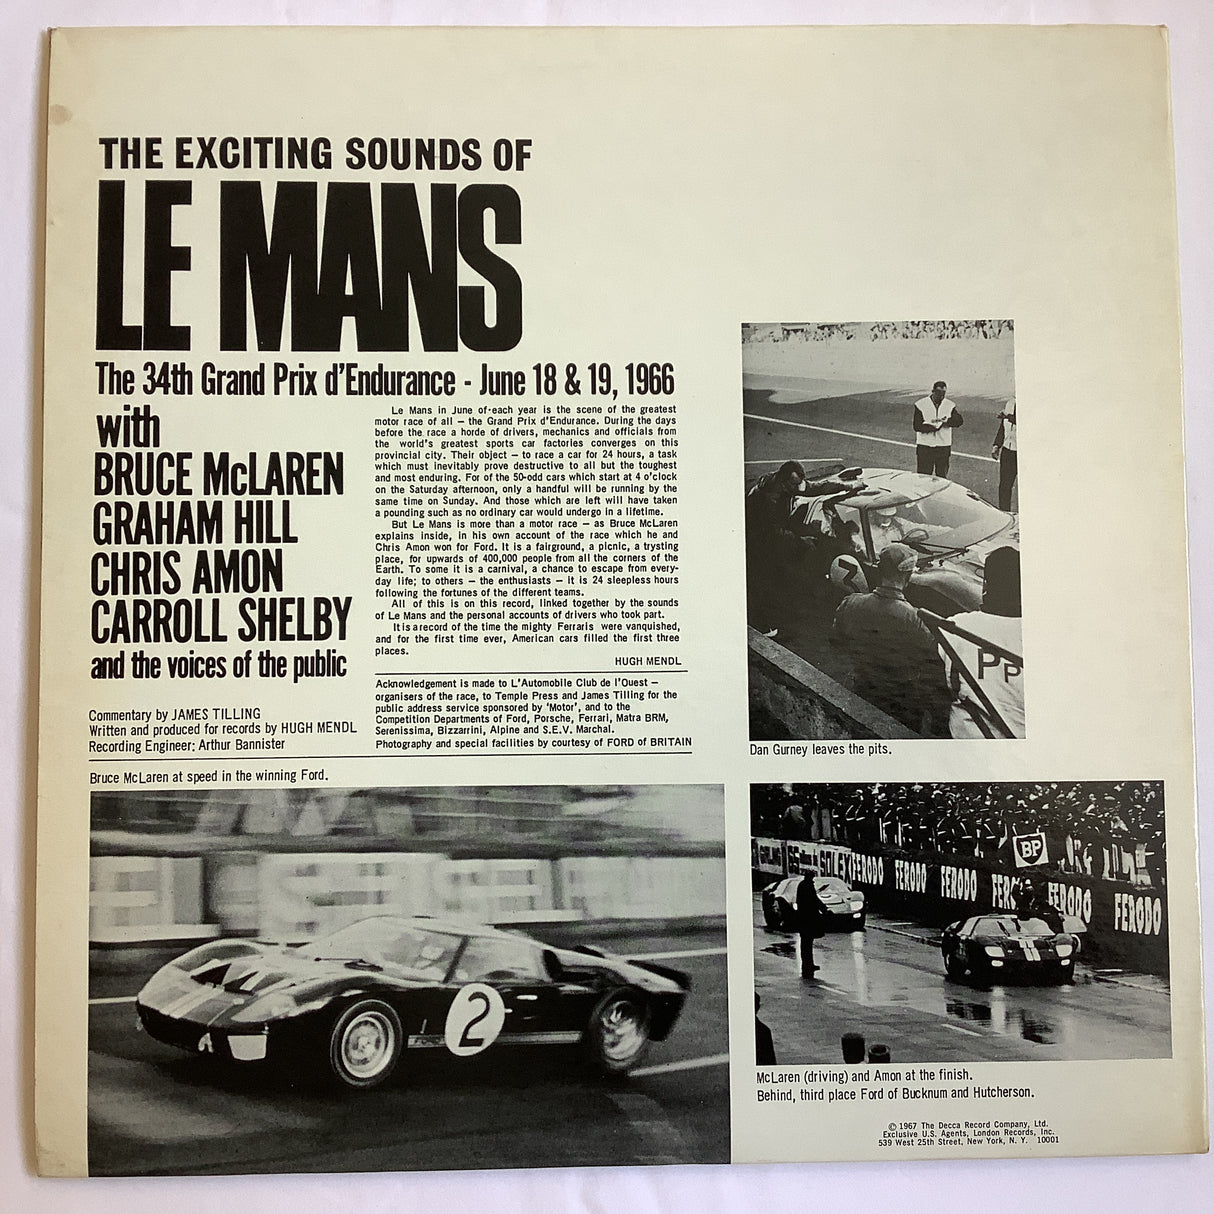 THE EXCITING SOUNDS OF
LE MANS
The 34th Grand Prix d'Endurance - June 18 & 19, 1966
with
BRUCE McLAREN
GRAHAM HILL
CHRIS AMON
CARROLL SHELBY
and the voices of the public
Commentary by JAMES TILLING
Written and produced for records by HUGH MENDL
Recording Engineer: Arthur Bannister
Le Mans in June of each year is the scene of the greatest
motor race of all – the Grand Prix d'Endurance. During the days
before the race a horde of drivers, mechanics and officials from
the world's greatest sports car factories converges on this
provincial city. Their object – to race a car for 24 hours, a task
which must inevitably prove destructive to all but the toughest
and most enduring. For of the 50-odd cars which start at 4 o'clock
on the Saturday afternoon, only a handful will be running by the
same time on Sunday. And those which are left will have taken
a pounding such as no ordinary car would undergo in a lifetime.
But Le Mans is more than a motor race – as Bruce McLaren
explains inside, in his own account of the race which he and
Chris Amon won for Ford. It is a fairground, a picnic, a trysting
place, for upwards of 400,000 people from all the corners of the
Earth. To some it is a carnival, a chance to escape from every-
day life; to others – the enthusiasts – it is 24 sleepless hours
following the fortunes of the different teams.
All of this is on this record, linked together by the sounds
of Le Mans and the personal accounts of drivers who took part.
It is a record of the time the mighty Ferraris were vanquished,
and for the first time ever, American cars filled the first three
places.
HUGH MENDL
Acknowledgement is made to L'Automobile Club de l'Ouest –
organisers of the race, to Temple Press and James Tilling for the
public address service sponsored by 'Motor', and to the
Competition Departments of Ford, Porsche, Ferrari, Matra BRM,
Serenissima, Bizzarrini, Alpine and S.E.V. Marchal.
Photography and special facilities by courtesy of FORD of BRITAIN
PP
Dan Gurney leaves the pits.
Bruce McLaren at speed in the winning Ford.
2
BP
SOLEX FERODO FERODO FERODO FERODO FERODO
McLaren (driving) and Amon at the finish.
Behind, third place Ford of Bucknum and Hutcherson.
© 1967 The Decca Record Company, Ltd.
Exclusive U.S. Agents, London Records, Inc.
539 West 25th Street, New York, N. Y. 10001